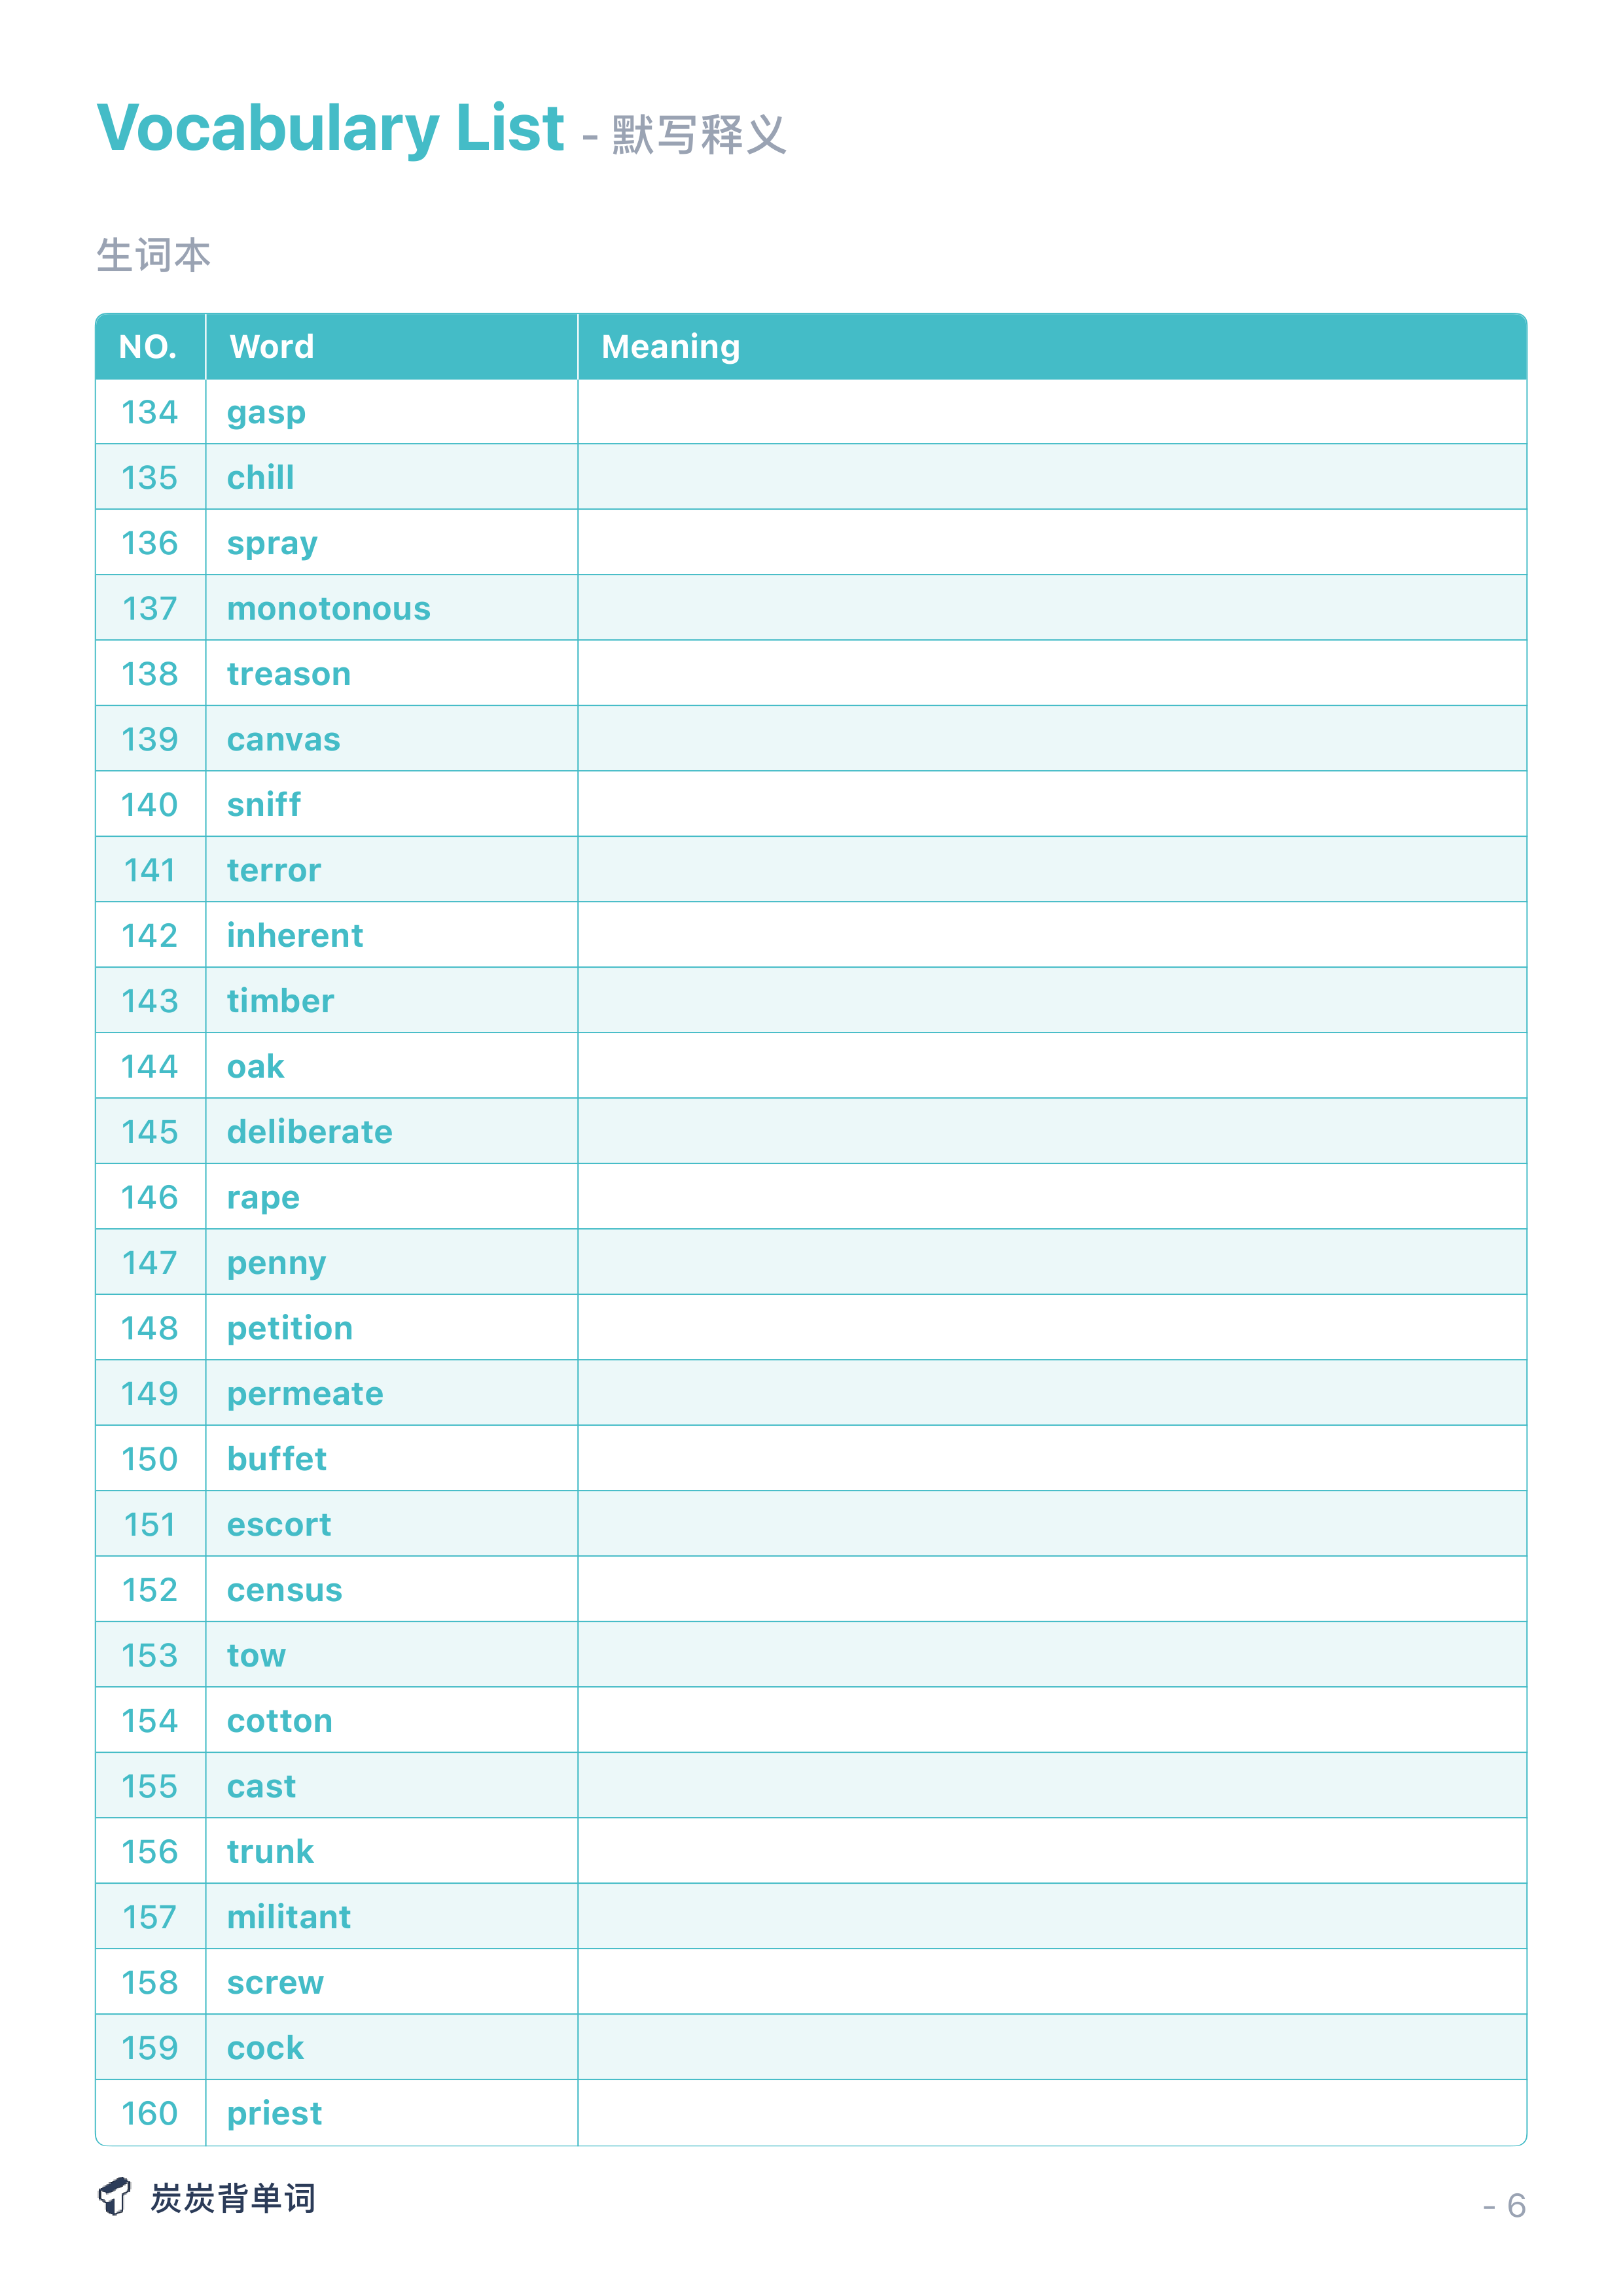 Vocabulary List - 默写释义
生词本
NO. Word Meaning
134 gasp
135 chill
136 spray
137 monotonous
138 treason
139 canvas
140 sniff
141 terror
142 inherent
143 timber
144 oak
145 deliberate
146 rape
147 penny
148 petition
149 permeate
150 buffet
151 escort
152 census
153 tow
154 cotton
155 cast
156 trunk
157 militant
158 screw
159 cock
160 priest
炭炭背单词
- 6